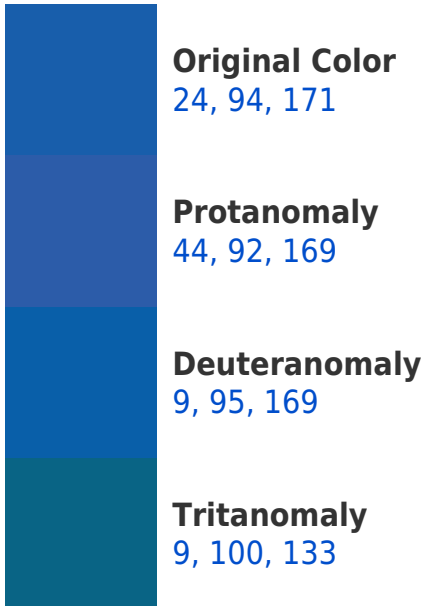 Original Color
24, 94, 171
Protanomaly
44, 92, 169
Deuteranomaly
9, 95, 169
Tritanomaly
9, 100, 133